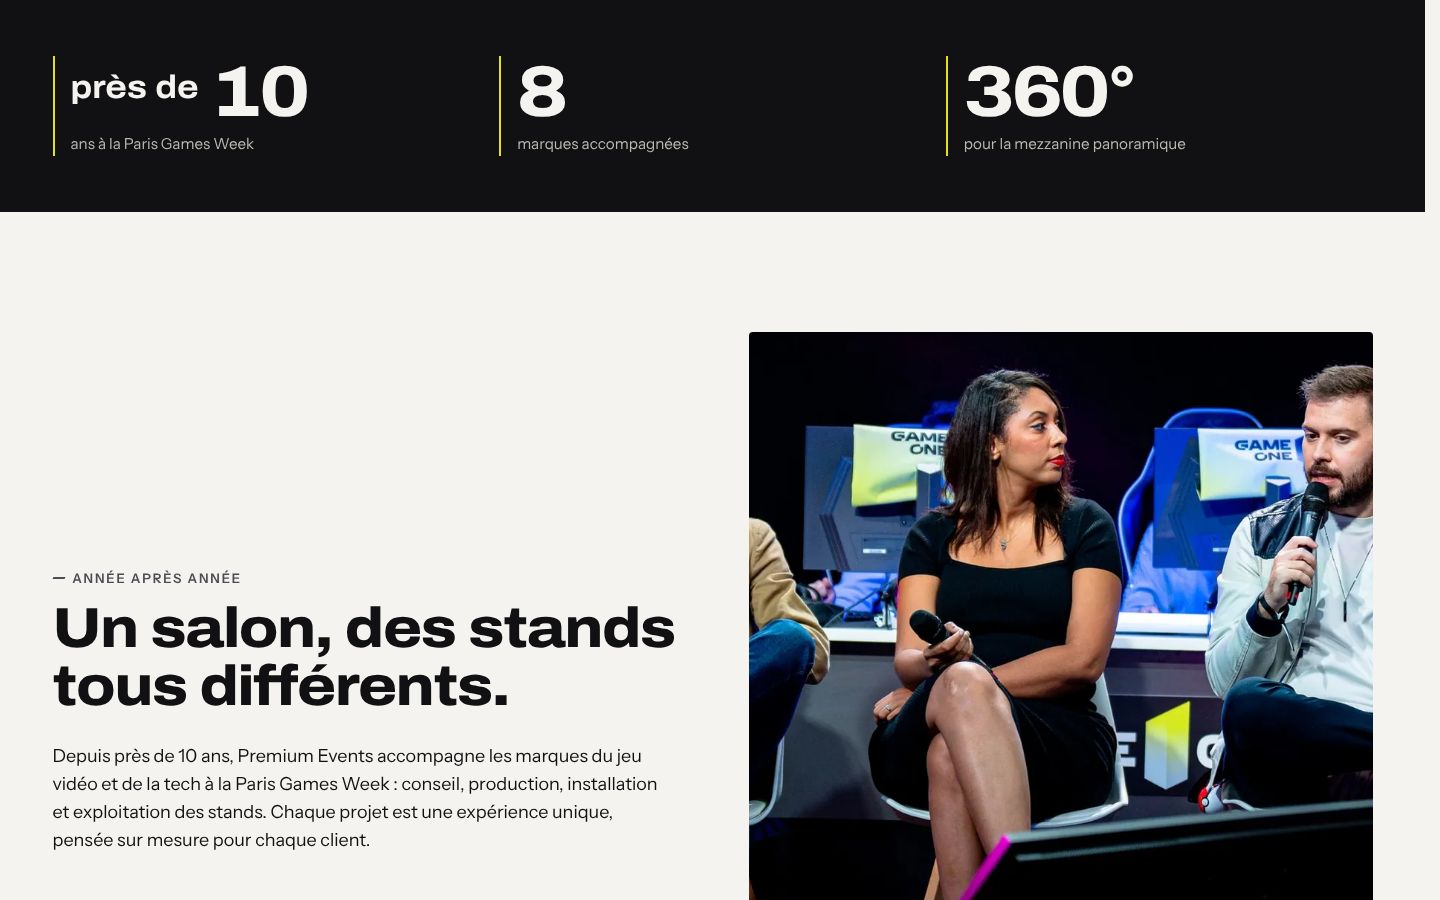 près de 10
ans à la Paris Games Week
8
marques accompagnées
360°
pour la mezzanine panoramique
— ANNÉE APRÈS ANNÉE
Un salon, des stands
tous différents.
Depuis près de 10 ans, Premium Events accompagne les marques du jeu
vidéo et de la tech à la Paris Games Week : conseil, production, installation
et exploitation des stands. Chaque projet est une expérience unique,
pensée sur mesure pour chaque client.
GAME
ONE
GAME
ONE